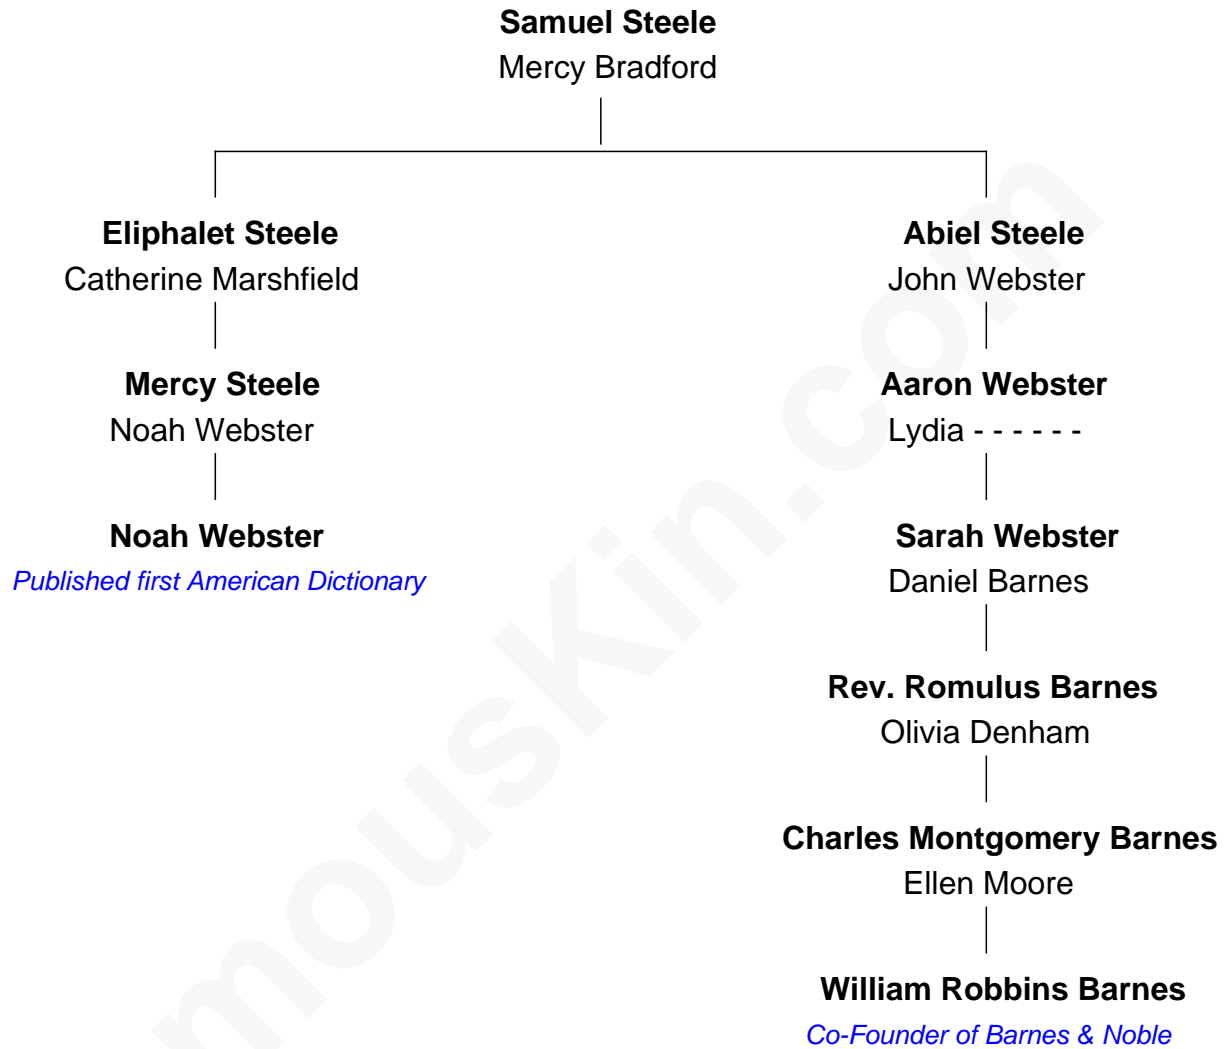 Samuel Steele
Mercy Bradford
Eliphalet Steele
Catherine Marshfield
Mercy Steele
Noah Webster
Noah Webster
Published first American Dictionary
Abiel Steele
John Webster
Aaron Webster
Lydia - - - - - -
Sarah Webster
Daniel Barnes
Rev. Romulus Barnes
Olivia Denham
Charles Montgomery Barnes
Ellen Moore
William Robbins Barnes
Co-Founder of Barnes & Noble
mousKin.com